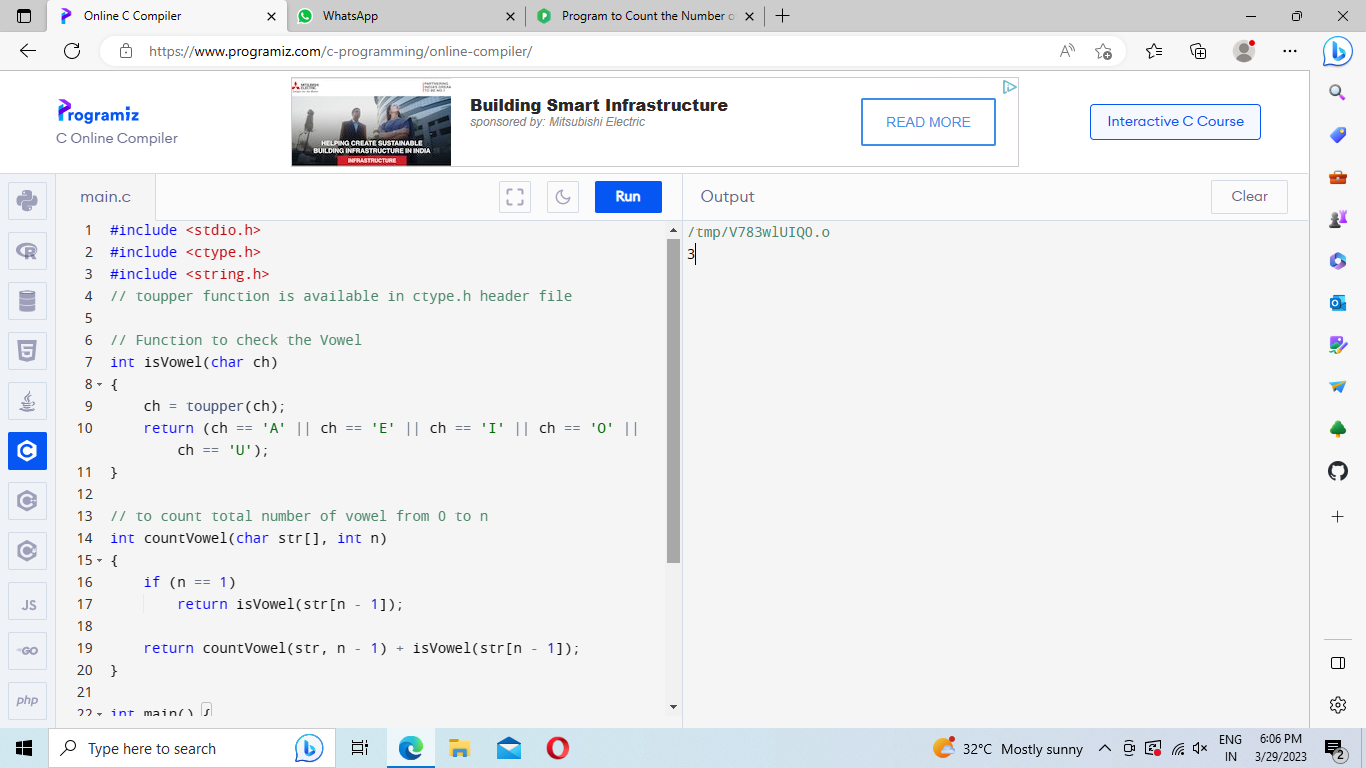 Online C Compiler
WhatsApp
Program to Count the Number o
https://www.programiz.com/c-programming/online-compiler/
Programiz
C Online Compiler
HELPING CREATE SUSTAINABLE
BUILDING INFRASTRUCTURE IN INDIA
INFRASTRUCTURE
Building Smart Infrastructure
sponsored by: Mitsubishi Electric
READ MORE
Interactive C Course
main.c
Run
Output
Clear
1 #include <stdio.h>
2 #include <ctype.h>
3 #include <string.h>
4 // toupper function is available in ctype.h header file
5
6 // Function to check the Vowel
7 int isVowel(char ch)
8 {
9 ch = toupper(ch);
10 return (ch == 'A' || ch == 'E' || ch == 'I' || ch == 'O' ||
ch == 'U');
11 }
12
13 // to count total number of vowel from 0 to n
14 int countVowel(char str[], int n)
15 {
16 if (n == 1)
17 return isVowel(str[n - 1]);
18
19 return countVowel(str, n - 1) + isVowel(str[n - 1]);
20 }
21
22 int main() {
/tmp/V783wlUIQO.o
3
JS
GO
php
Type here to search
32°C Mostly sunny
ENG
IN
6:06 PM
3/29/2023
2